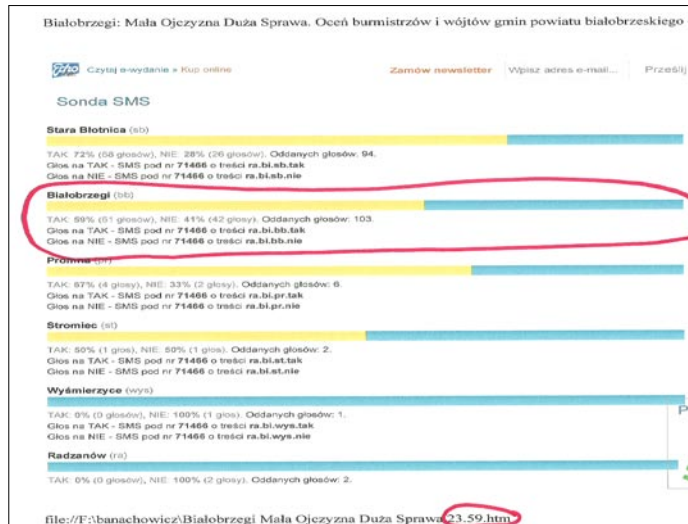 Białobrzegi: Mała Ojczyzna Duża Sprawa. Oceń burmistrzów i wójtów gmin powiatu białobrzeskiego
Echo Czytaj e-wydanie » Kup online Zamów newsletter Wpisz adres e-mail... Prześlij
Sonda SMS
Stara Błotnica (sb)
TAK: 72% (68 głosów), NIE: 28% (26 głosów). Oddanych głosów: 94.
Głos na TAK - SMS pod nr 71466 o treści ra.bi.sb.tak
Głos na NIE - SMS pod nr 71466 o treści ra.bi.sb.nie
Białobrzegi (bb)
TAK: 59% (61 głosów), NIE: 41% (42 głosy). Oddanych głosów: 103.
Głos na TAK - SMS pod nr 71466 o treści ra.bi.bb.tak
Głos na NIE - SMS pod nr 71466 o treści ra.bi.bb.nie
Promna (pr)
TAK: 67% (4 głosy), NIE: 33% (2 głosy). Oddanych głosów: 6.
Głos na TAK - SMS pod nr 71466 o treści ra.bi.pr.tak
Głos na NIE - SMS pod nr 71466 o treści ra.bi.pr.nie
Stromiec (st)
TAK: 50% (1 głos), NIE: 50% (1 głos). Oddanych głosów: 2.
Głos na TAK - SMS pod nr 71466 o treści ra.bi.st.tak
Głos na NIE - SMS pod nr 71466 o treści ra.bi.st.nie
Wyśmierzyce (wys)
TAK: 0% (0 głosów), NIE: 100% (1 głos). Oddanych głosów: 1.
Głos na TAK - SMS pod nr 71466 o treści ra.bi.wys.tak
Głos na NIE - SMS pod nr 71466 o treści ra.bi.wys.nie
P
Radzanów (ra)
TAK: 0% (0 głosów), NIE: 100% (2 głosy). Oddanych głosów: 2.
file://F:\banachowicz\Białobrzegi Mała Ojczyzna Duża Sprawa 23.59.htm